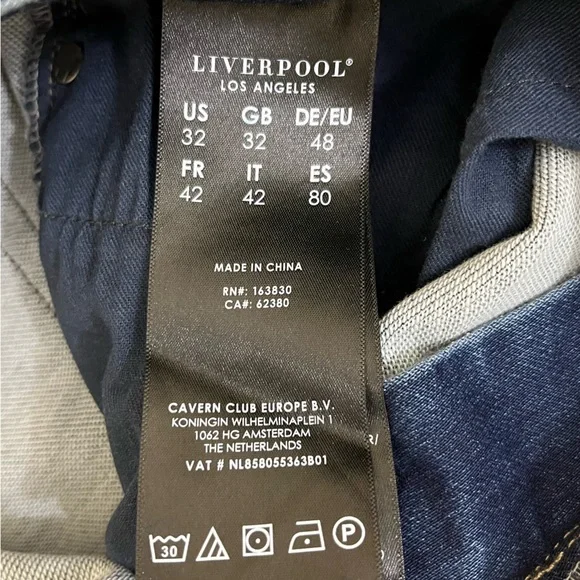 LIVERPOOL®
LOS ANGELES
US GB DE/EU
32 32 48
FR IT ES
42 42 80
MADE IN CHINA
RN#: 163830
CA#: 62380
CAVERN CLUB EUROPE B.V.
KONINGIN WILHELMINAPLEIN 1
1062 HG AMSTERDAM
THE NETHERLANDS
VAT # NL858055363B01
30 P